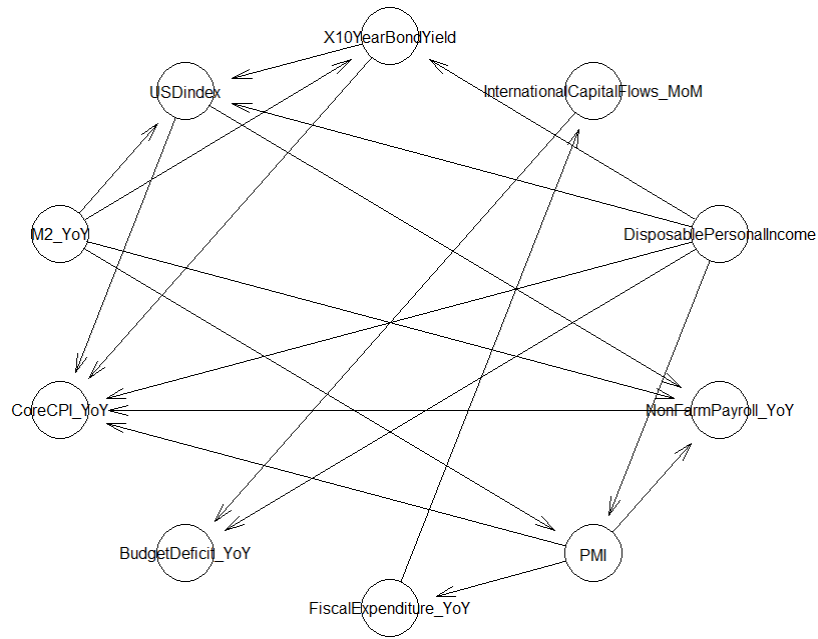 X10YearBondYield
USDindex
InternationalCapitalFlows_MoM
M2_YoY
DisposablePersonalIncome
CoreCPI_YoY
NonFarmPayroll_YoY
BudgetDeficit_YoY
PMI
FiscalExpenditure_YoY